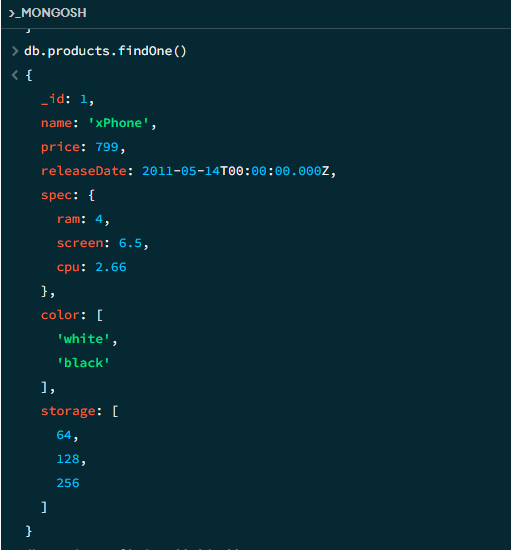 >_MONGOSH
}
> db.products.findOne()
< {
_id: 1,
name: 'xPhone',
price: 799,
releaseDate: 2011-05-14T00:00:00.000Z,
spec: {
ram: 4,
screen: 6.5,
cpu: 2.66
},
color: [
'white',
'black'
],
storage: [
64,
128,
256
]
}